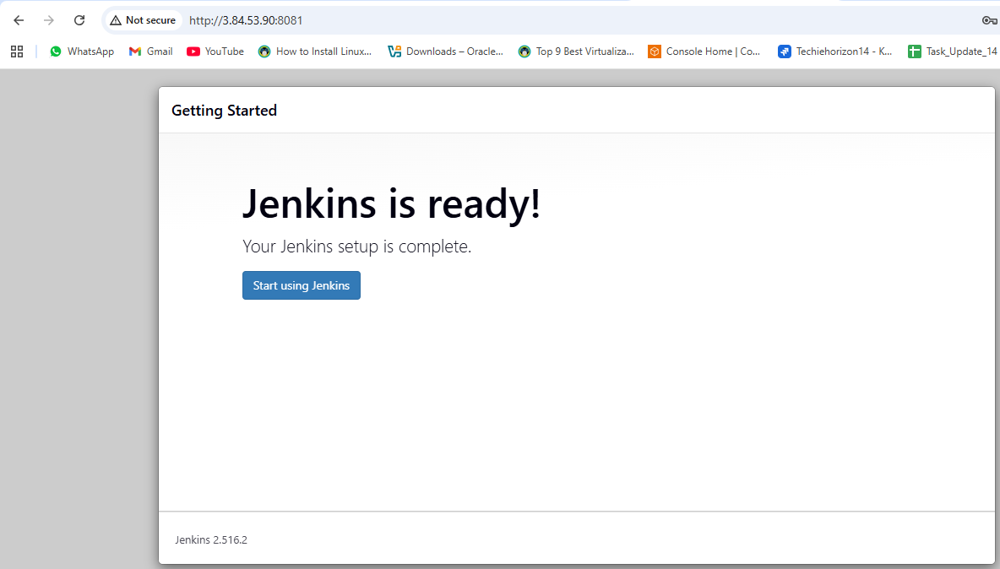 Not secure http://3.84.53.90:8081
WhatsApp Gmail YouTube How to Install Linux... Downloads – Oracle... Top 9 Best Virtualiza... Console Home | Co... Techiehorizon14 - K... Task_Update_14
Getting Started
Jenkins is ready!
Your Jenkins setup is complete.
Start using Jenkins
Jenkins 2.516.2